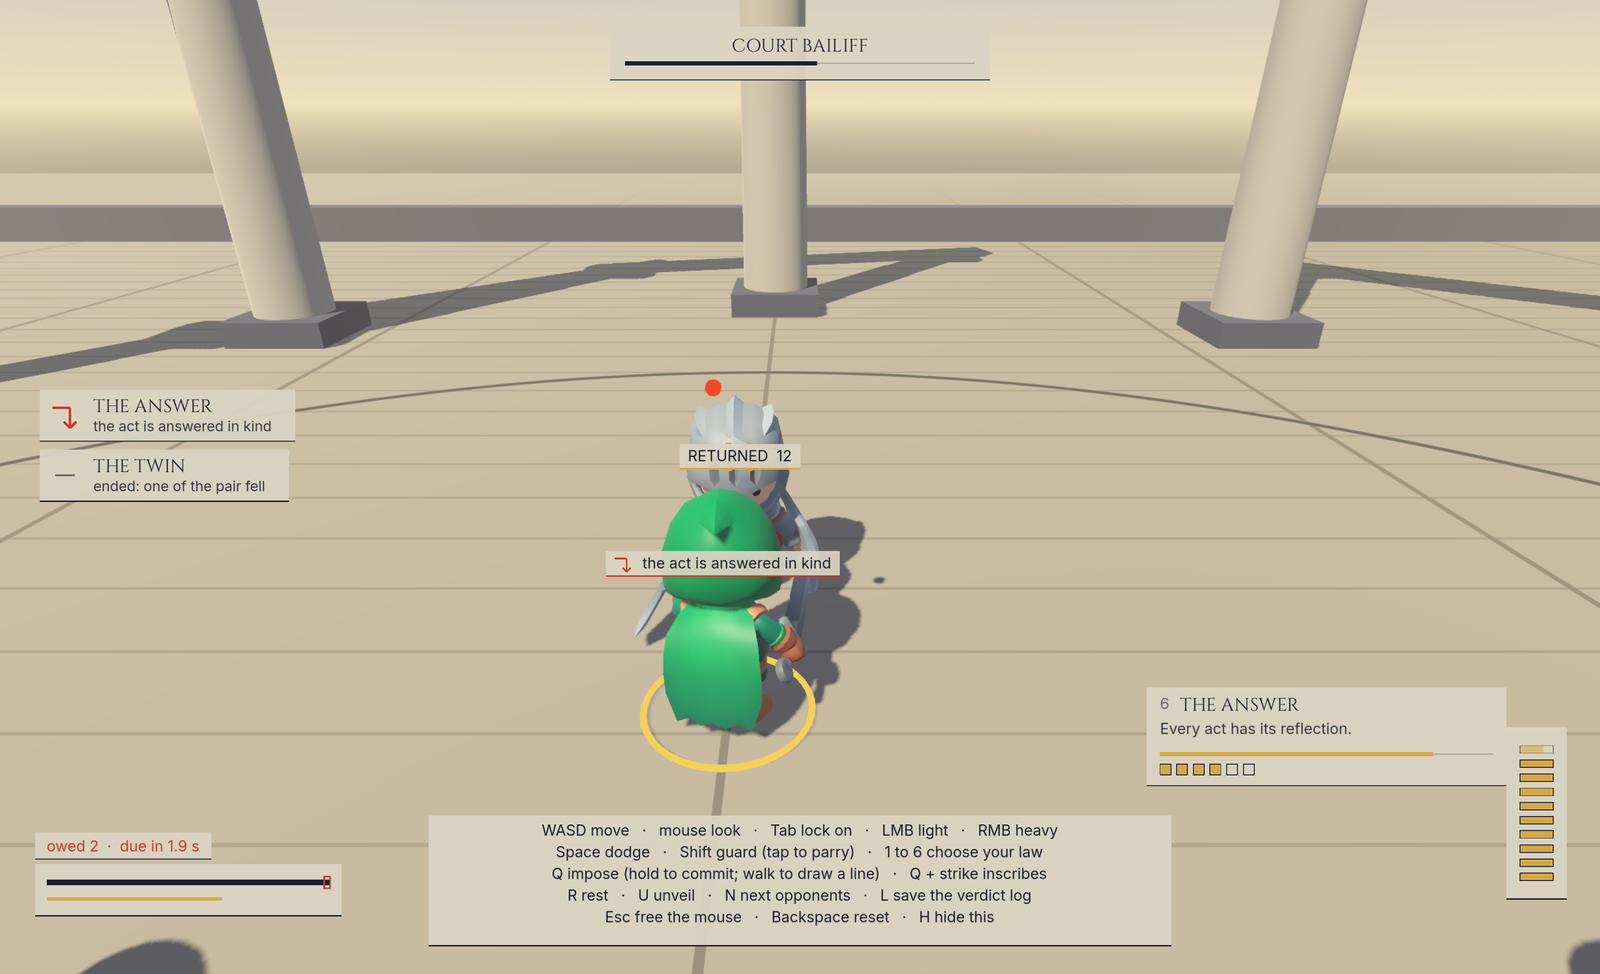 COURT BAILIFF
THE ANSWER
the act is answered in kind
THE TWIN
ended: one of the pair fell
RETURNED 12
the act is answered in kind
6 THE ANSWER
Every act has its reflection.
owed 2 · due in 1.9 s
WASD move · mouse look · Tab lock on · LMB light · RMB heavy
Space dodge · Shift guard (tap to parry) · 1 to 6 choose your law
Q impose (hold to commit; walk to draw a line) · Q + strike inscribes
R rest · U unveil · N next opponents · L save the verdict log
Esc free the mouse · Backspace reset · H hide this